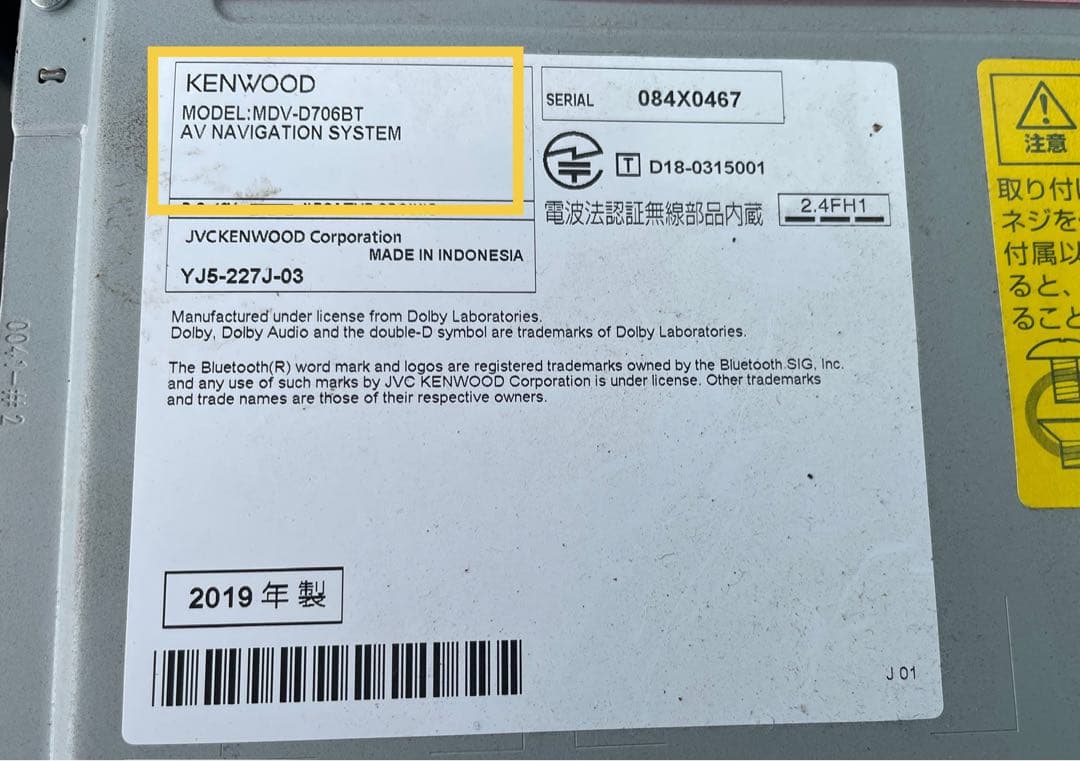 KENWOOD
MODEL:MDV-D706BT
AV NAVIGATION SYSTEM
JVCKENWOOD Corporation
MADE IN INDONESIA
YJ5-227J-03
SERIAL 084X0467
T D18-0315001
電波法認証無線部品内蔵 2.4FH1
Manufactured under license from Dolby Laboratories.
Dolby, Dolby Audio and the double-D symbol are trademarks of Dolby Laboratories.
The Bluetooth(R) word mark and logos are registered trademarks owned by the Bluetooth SIG, Inc.
and any use of such marks by JVC KENWOOD Corporation is under license. Other trademarks
and trade names are those of their respective owners.
2019 年 製
J 01
注意
取り付け
ネジを
付属以
ると、
ること